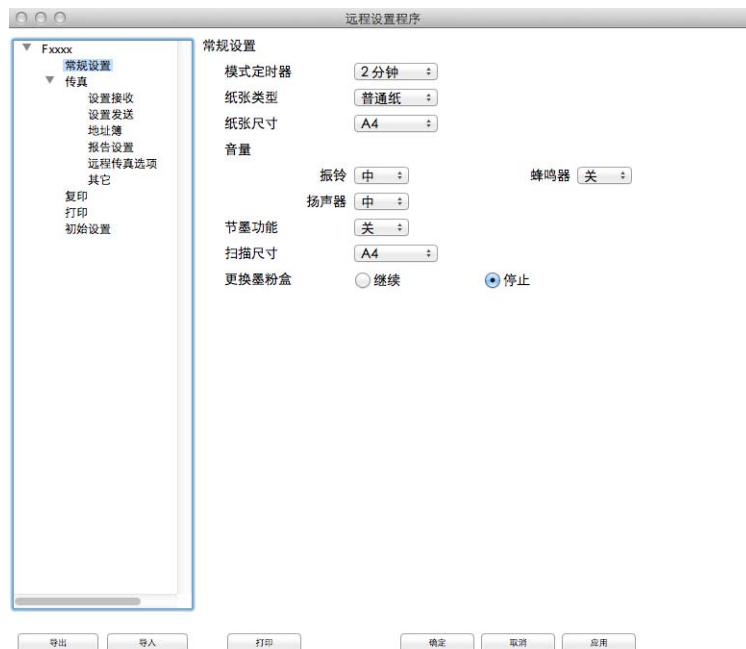 远程设置程序
Fxxxx
常规设置
传真
设置接收
设置发送
地址簿
报告设置
远程传真选项
其它
复印
打印
初始设置
常规设置
模式定时器 2 分钟
纸张类型 普通纸
纸张尺寸 A4
音量
振铃 中 蜂鸣器 关
扬声器 中
节墨功能 关
扫描尺寸 A4
更换墨粉盒 继续 停止
导出 导入 打印 确定 取消 应用